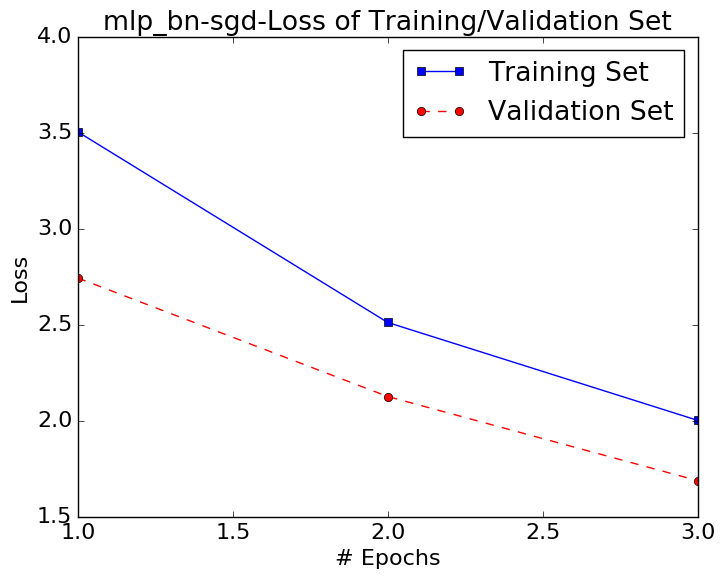 mlp_bn-sgd-Loss of Training/Validation Set
Training Set
Validation Set
4.0
3.5
3.0
2.5
2.0
1.5
Loss
1.0 1.5 2.0 2.5 3.0
# Epochs